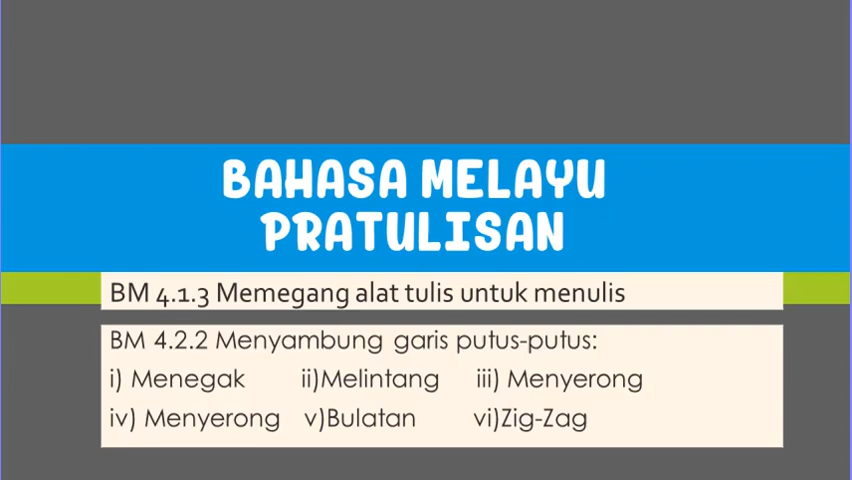 BAHASA MELAYU
PRATULISAN
BM 4.1.3 Memegang alat tulis untuk menulis
BM 4.2.2 Menyambung garis putus-putus:
i) Menegak ii)Melintang iii) Menyerong
iv) Menyerong v)Bulatan vi)Zig-Zag